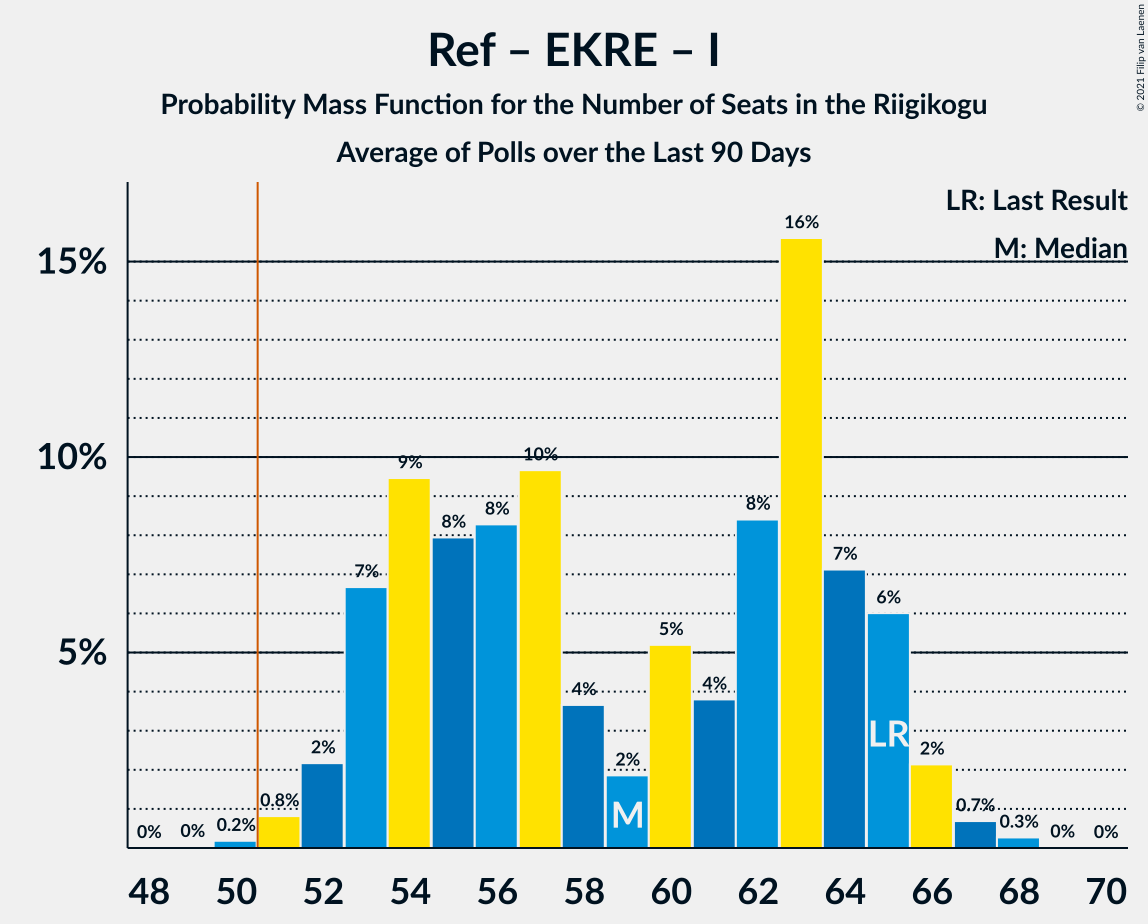 Ref – EKRE – I
Probability Mass Function for the Number of Seats in the Riigikogu
Average of Polls over the Last 90 Days
© 2021 Filip van Laenen
LR: Last Result
M: Median
15%
10%
5%
0%
0%
0.2%
0.8%
2%
7%
9%
8%
8%
10%
4%
2%
5%
4%
8%
16%
7%
6%
2%
0.7%
0.3%
0%
0%
M
LR
48 50 52 54 56 58 60 62 64 66 68 70